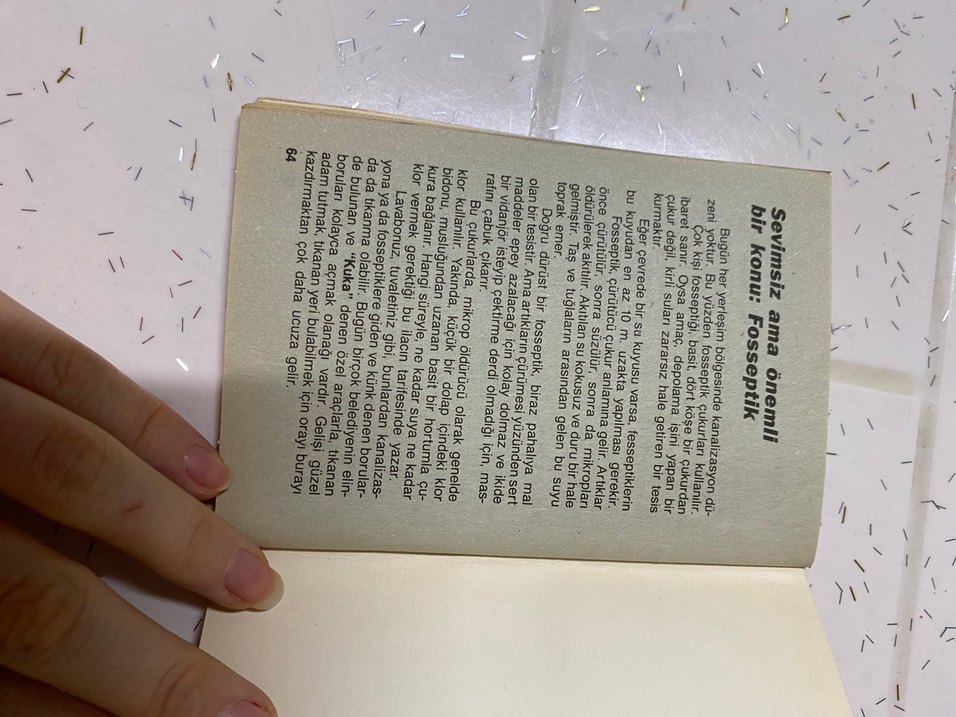 Sevimsiz ama önemli
bir konu: Fosseptik
Bugün her yerleşim bölgesinde kanalizasyon dü-
zeni yoktur. Bu yüzden fosseptik çukurları kullanılır.
Çok kişi fosseptiği, basit, dört köşe bir çukurdan
ibaret sanır. Oysa amaç, depolama işini yapan bir
çukur değil, kirli suları zararsız hale getiren bir tesis
kurmaktır.
Eğer çevrede bir su kuyusu varsa, fesseptiklerin
bu kuyudan en az 10 m. uzakta yapılması gerekir.
Fosseptik, çürütücü çukur anlamına gelir. Artıklar
önce çürütülür, sonra süzülür, sonra da mikropları
öldürülerek akıtılır. Akıtılan su kokusuz ve duru bir hale
gelmiştir. Taş ve tuğlaların arasından gelen bu suyu
toprak emer.
Doğru dürüst bir fosseptik, biraz pahalıya mal
olan bir tesistir. Ama artıkların çürümesi yüzünden sert
maddeler epey azalacağı için kolay dolmaz ve ikide
bir vidanjör isteyip çektirme derdi olmadığı için, mas-
rafını çabuk çıkarır.
Bu çukurlarda, mikrop öldürücü olarak genelde
klor kullanılır. Yakında, küçük bir dolap içindeki klor
bidonu, musluğundan uzanan basit bir hortumla çu-
kura bağlanır. Hangi süreyle, ne kadar suya ne kadar
klor vermek gerektiği bu ilacın tarifesinde yazar.
Lavabonuz, tuvaletiniz gibi, bunlardan kanalizas-
yona ya da fosseptiklere giden ve künk denen borular-
da da tıkanma olabilir. Bugün birçok belediyenin elin-
de bulunan ve "Kuka" denen özel araçlarla, tıkanan
boruları kolayca açmak olanağı vardır. Gelişi güzel
adam tutmak, tıkanan yeri bulabilmek için orayı burayı
kazdırmaktan çok daha ucuza gelir.
64